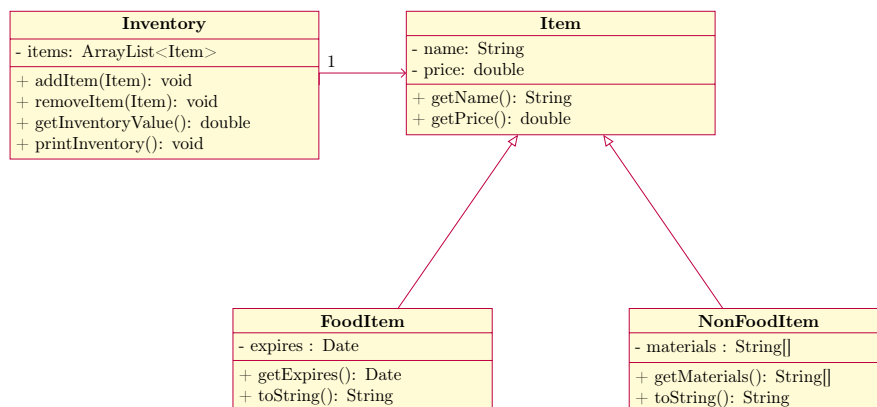 Inventory
- items: ArrayList<Item>
+ addItem(Item): void
+ removeItem(Item): void
+ getInventoryValue(): double
+ printInventory(): void
1
Item
- name: String
- price: double
+ getName(): String
+ getPrice(): double
FoodItem
- expires : Date
+ getExpires(): Date
+ toString(): String
NonFoodItem
- materials : String[]
+ getMaterials(): String[]
+ toString(): String